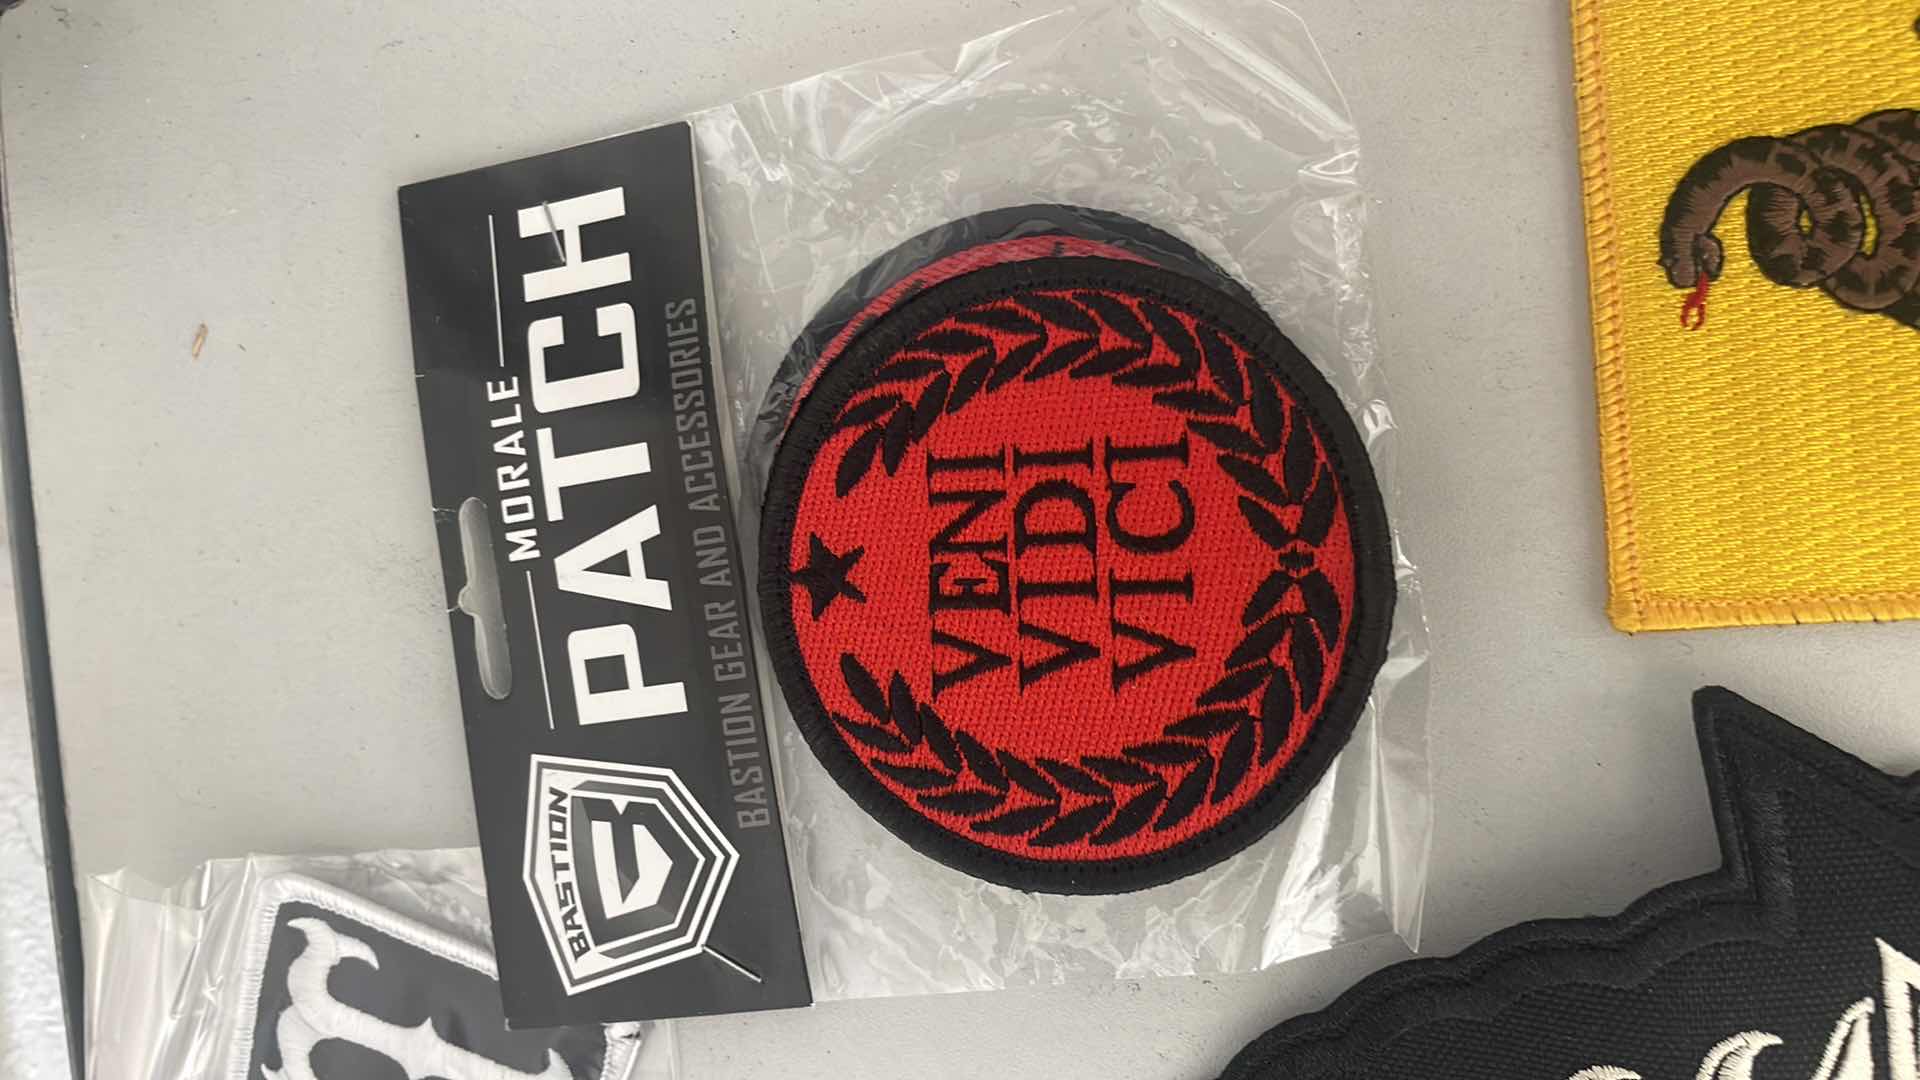 BASTION
MORALE
PATCH
BASTION GEAR AND ACCESSORIES
VENI
VIDI
VICI